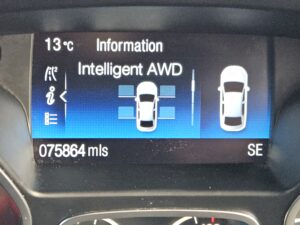 13 °C Information
Intelligent AWD
075864 mls SE